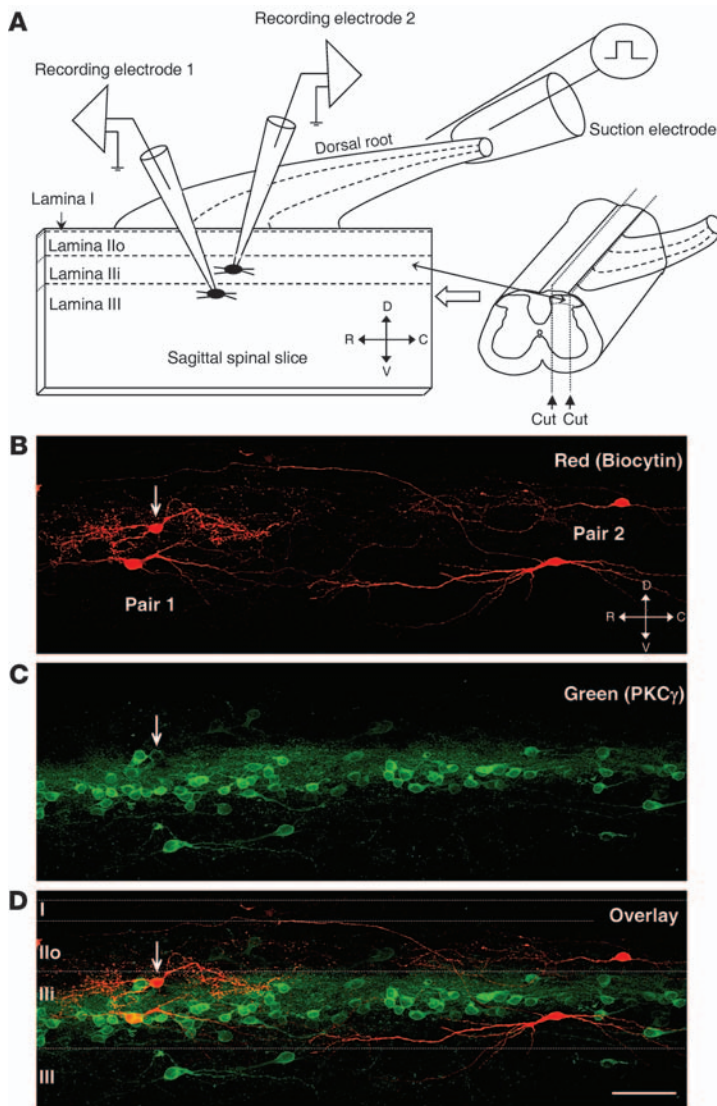 A
Recording electrode 2
Recording electrode 1
Suction electrode
Dorsal root
Lamina I
Lamina IIo
Lamina IIi
Lamina III
D
R C
V
Sagittal spinal slice
Cut Cut
B
Red (Biocytin)
Pair 2
Pair 1
D
R C
V
C
Green (PKCγ)
D
I
Overlay
IIo
IIi
III